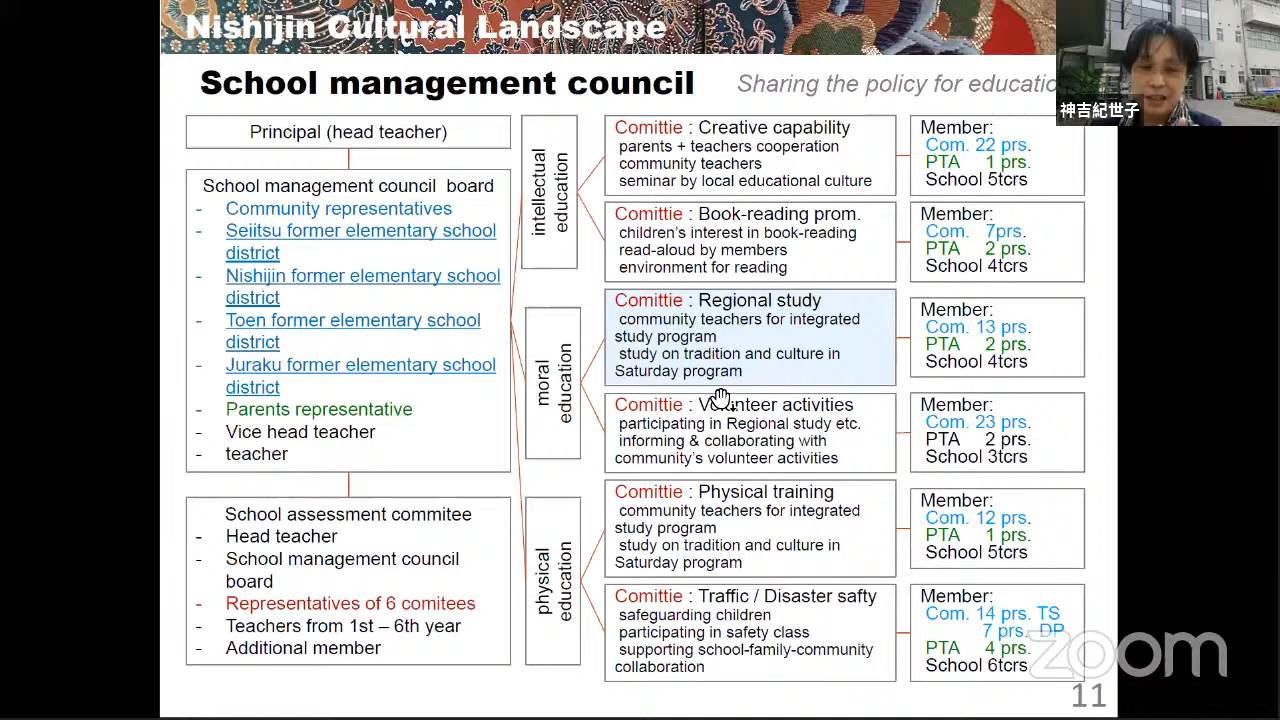 Nishijin Cultural Landscape
School management council
Sharing the policy for educatio
神吉紀世子
Principal (head teacher)
School management council board
- Community representatives
- Seiitsu former elementary school
district
- Nishijin former elementary school
district
- Toen former elementary school
district
- Juraku former elementary school
district
- Parents representative
- Vice head teacher
- teacher
School assessment commitee
- Head teacher
- School management council
board
- Representatives of 6 comitees
- Teachers from 1st – 6th year
- Additional member
intellectual
education
moral
education
physical
education
Comittie : Creative capability
parents + teachers cooperation
community teachers
seminar by local educational culture
Member:
Com. 22 prs.
PTA 1 prs.
School 5tcrs
Comittie : Book-reading prom.
children's interest in book-reading
read-aloud by members
environment for reading
Member:
Com. 7prs.
PTA 2 prs.
School 4tcrs
Comittie : Regional study
community teachers for integrated
study program
study on tradition and culture in
Saturday program
Member:
Com. 13 prs.
PTA 2 prs.
School 4tcrs
Comittie : Volunteer activities
participating in Regional study etc.
informing & collaborating with
community's volunteer activities
Member:
Com. 23 prs.
PTA 2 prs.
School 3tcrs
Comittie : Physical training
community teachers for integrated
study program
study on tradition and culture in
Saturday program
Member:
Com. 12 prs.
PTA 1 prs.
School 5tcrs
Comittie : Traffic / Disaster safty
safeguarding children
participating in safety class
supporting school-family-community
collaboration
Member:
Com. 14 prs. TS
7 prs. DP
PTA 4 prs.
School 6tcrs
zoom
11